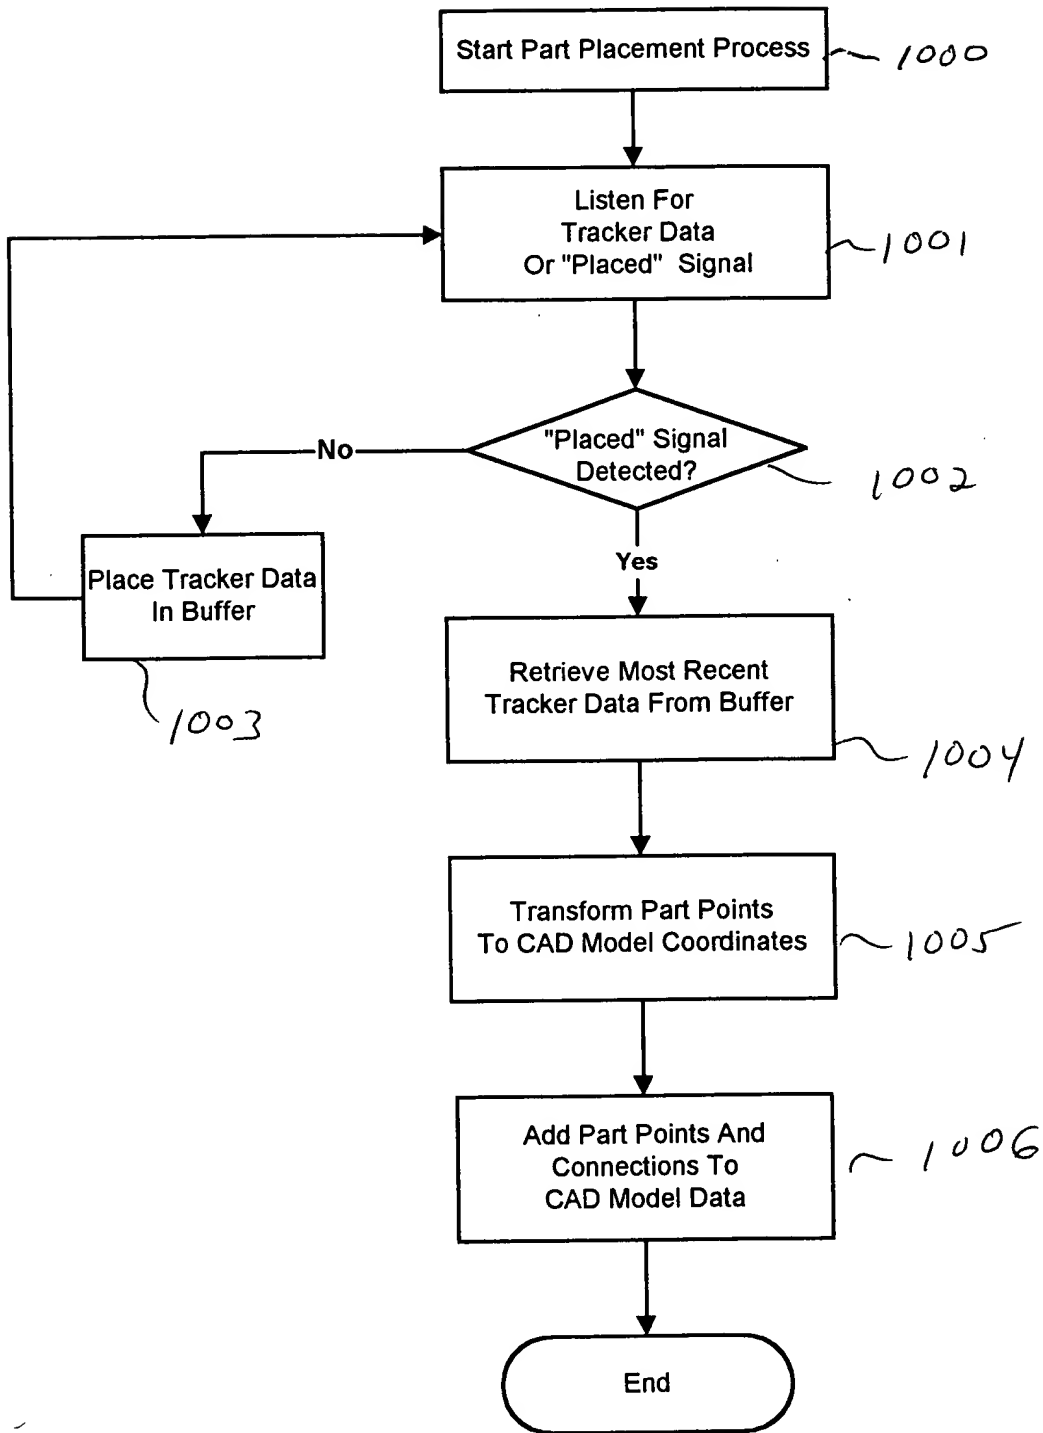 Start Part Placement Process
1000
Listen For
Tracker Data
Or "Placed" Signal
1001
"Placed" Signal
Detected?
1002
No
Yes
Place Tracker Data
In Buffer
1003
Retrieve Most Recent
Tracker Data From Buffer
1004
Transform Part Points
To CAD Model Coordinates
1005
Add Part Points And
Connections To
CAD Model Data
1006
End